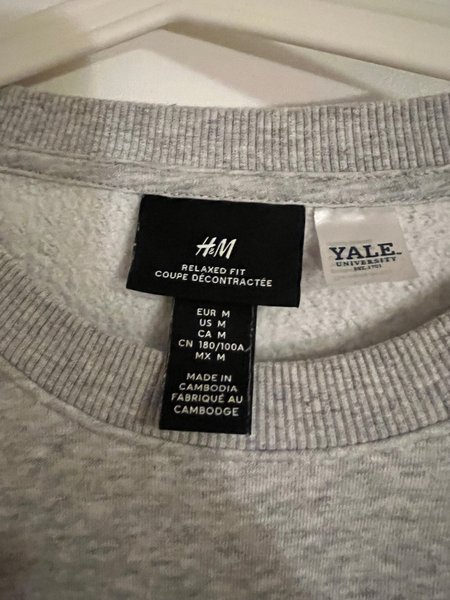 H&M
RELAXED FIT
COUPE DÉCONTRACTÉE
YALE
UNIVERSITY
EST. 1701
EUR M
US M
CA M
CN 180/100A
MX M
MADE IN
CAMBODIA
FABRIQUÉ AU
CAMBODGE